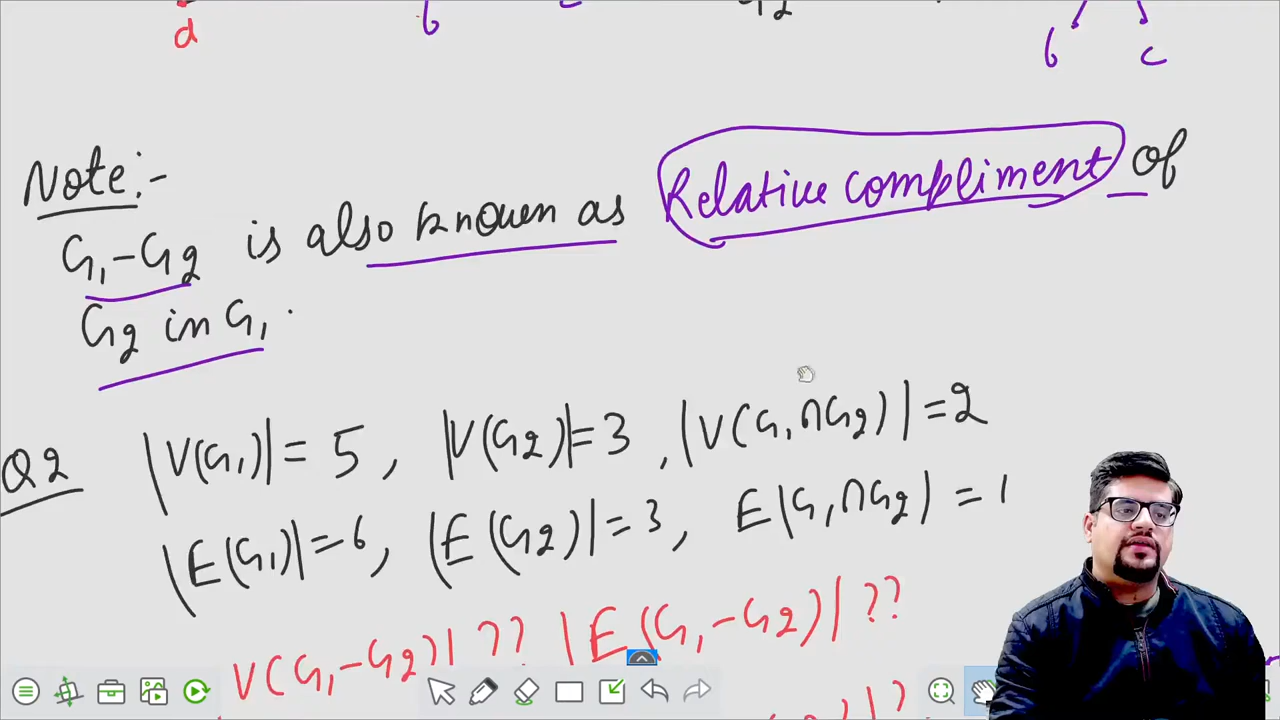 d b c G2 b c
Note:-
G1-G2 is also known as Relative compliment of
G2 in G1.
Q2 |V(G1)| = 5, |V(G2)|=3, |V(G1∩G2)|=2
|E(G1)|=6, |E(G2)|=3, E|G1∩G2) = 1
V(G1-G2)| ?? |E(G1-G2)| ??